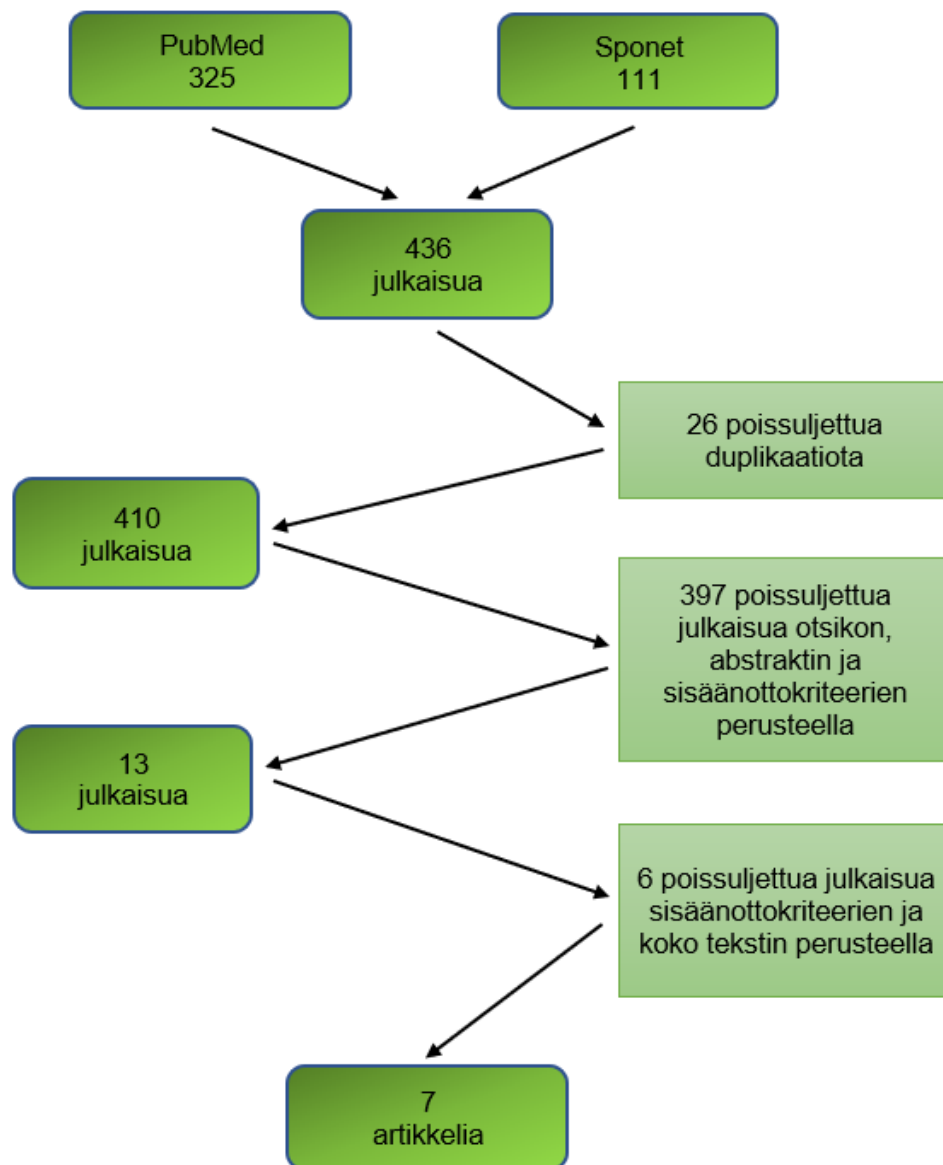 PubMed
325
Sponet
111
436
julkaisua
26 poissuljettua
duplikaatiota
410
julkaisua
397 poissuljettua
julkaisua otsikon,
abstraktin ja
sisäänottokriteerien
perusteella
13
julkaisua
6 poissuljettua julkaisua
sisäänottokriteerien ja
koko tekstin perusteella
7
artikkelia